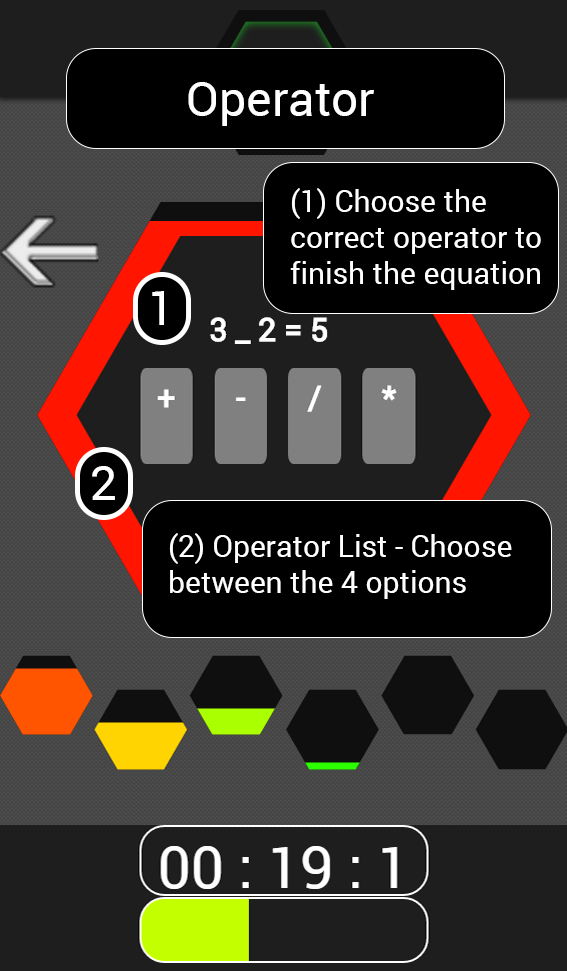 Operator
(1) Choose the
correct operator to
finish the equation
1
3 _ 2 = 5
+ - / *
2
(2) Operator List - Choose
between the 4 options
00 : 19 : 1